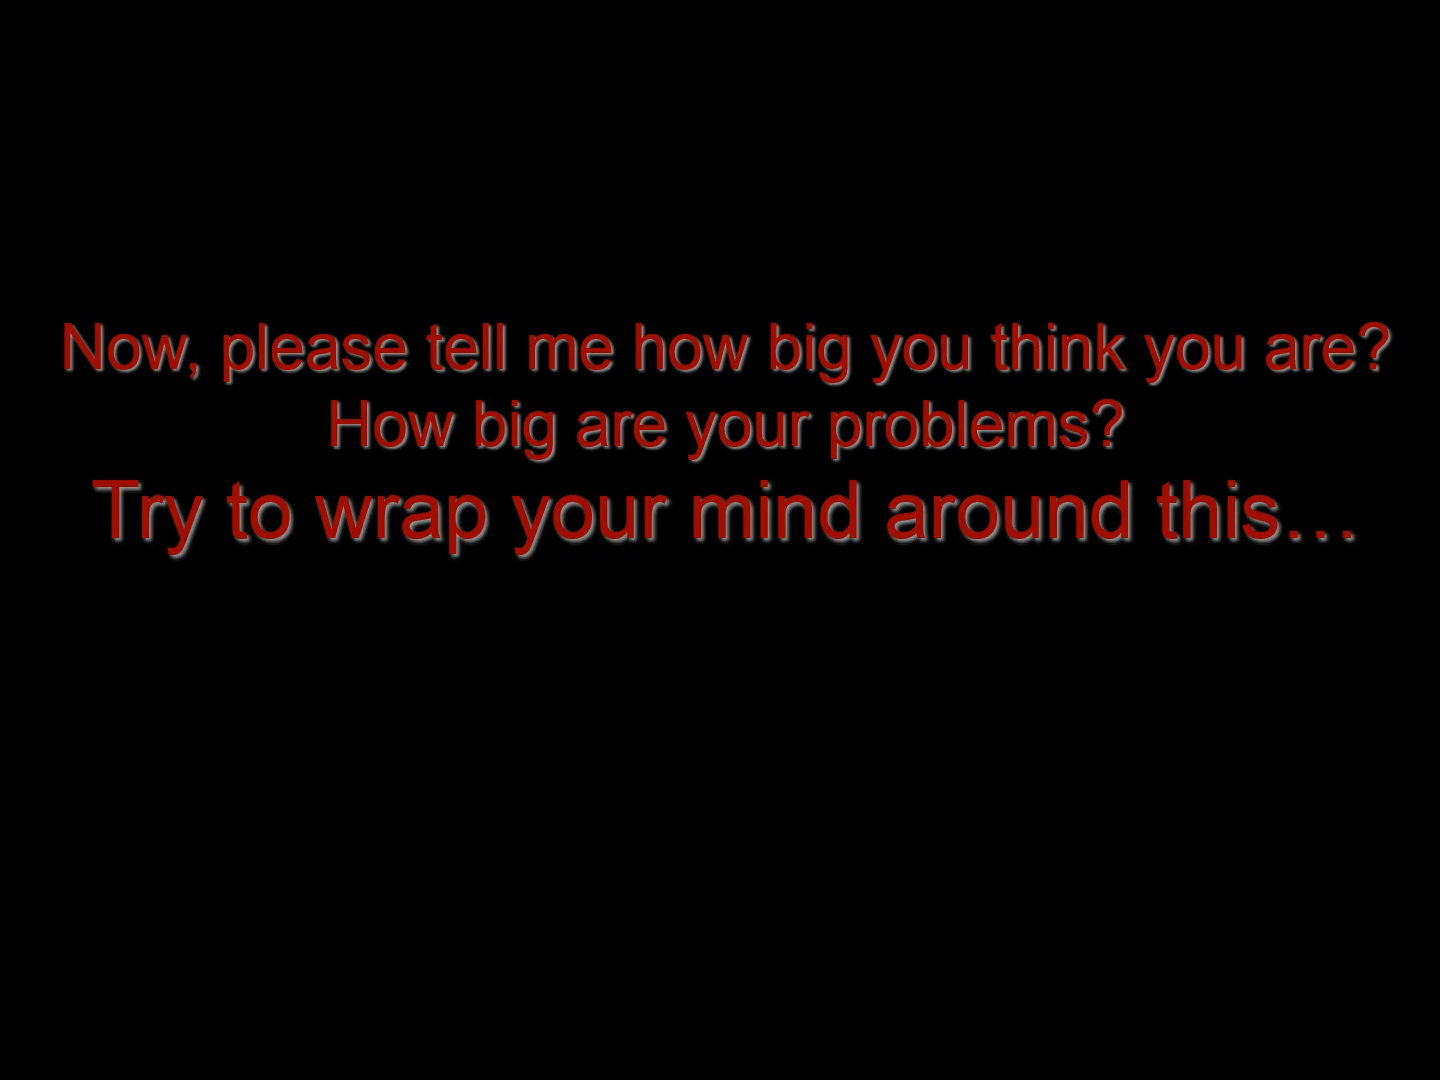 Now, please tell me how big you think you are?
How big are your problems?
Try to wrap your mind around this…